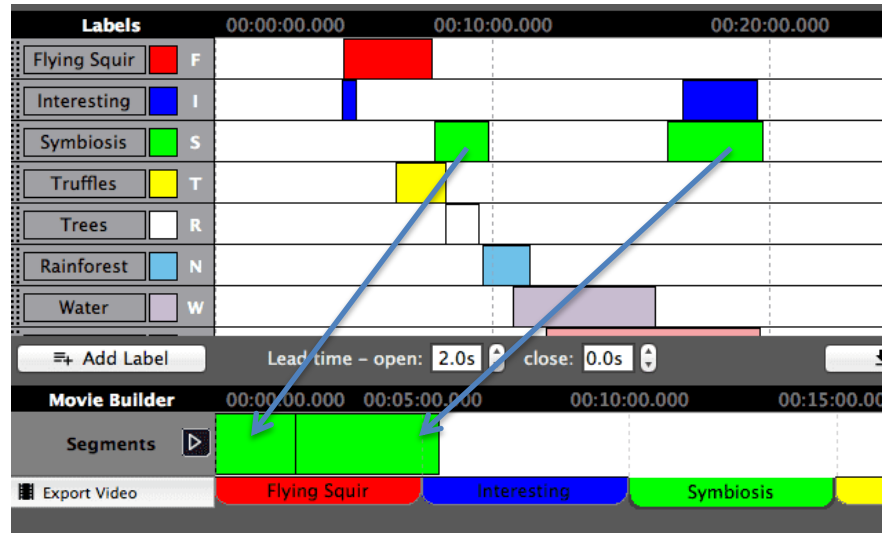 Labels 00:00:00.000 00:10:00.000 00:20:00.000
Flying Squir F
Interesting I
Symbiosis S
Truffles T
Trees R
Rainforest N
Water W
Add Label Lead time – open: 2.0s close: 0.0s
Movie Builder 00:00:00.000 00:05:00.000 00:10:00.000 00:15:00.00
Segments
Export Video Flying Squir Interesting Symbiosis